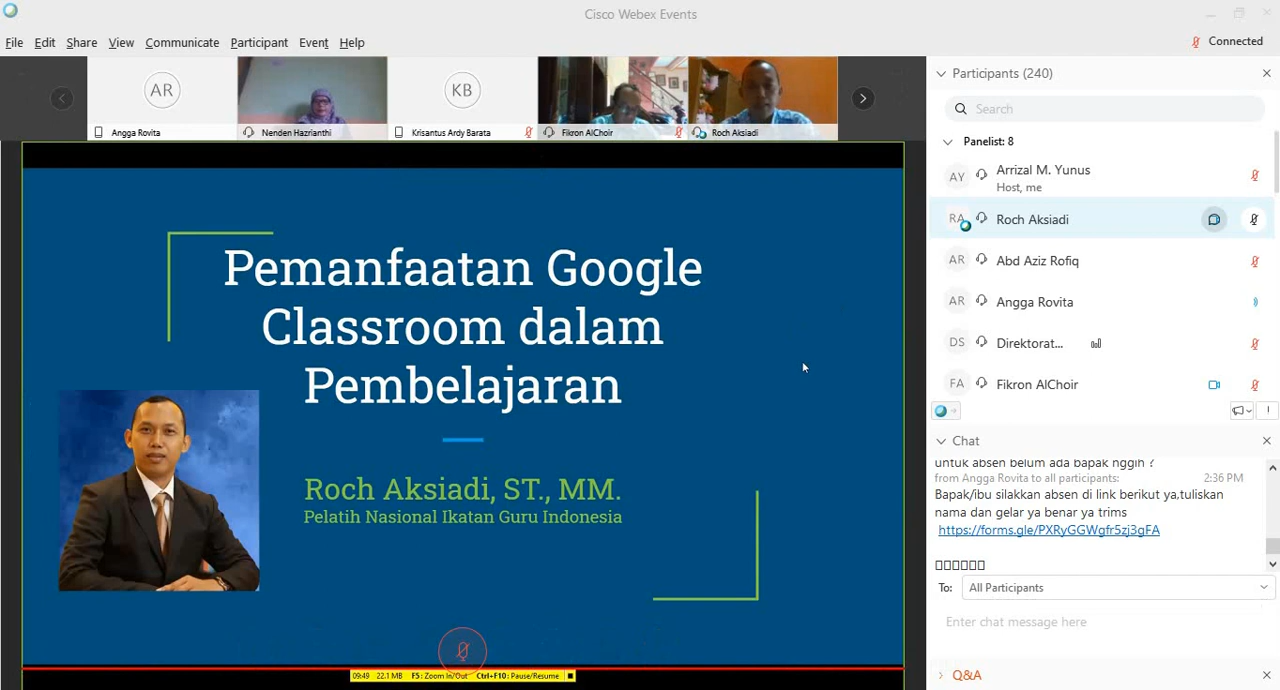 Cisco Webex Events
File Edit Share View Communicate Participant Event Help
Connected
AR
KB
Angga Rovita
Nenden Hazrianthi
Krisantus Ardy Barata
Fikron AlChoir
Roch Aksiadi
Pemanfaatan Google
Classroom dalam
Pembelajaran
Roch Aksiadi, ST., MM.
Pelatih Nasional Ikatan Guru Indonesia
09:49 22.1 MB F5: Zoom In/Out Ctrl+F10: Pause/Resume
Participants (240)
Search
Panelist: 8
AY Arrizal M. Yunus
Host, me
RA Roch Aksiadi
AR Abd Aziz Rofiq
AR Angga Rovita
DS Direktorat...
FA Fikron AlChoir
Chat
untuk absen belum ada bapak nggih ?
from Angga Rovita to all participants: 2:36 PM
Bapak/ibu silakkan absen di link berikut ya,tuliskan
nama dan gelar ya benar ya trims
https://forms.gle/PXRyGGWgfr5zj3gFA
To: All Participants
Enter chat message here
Q&A